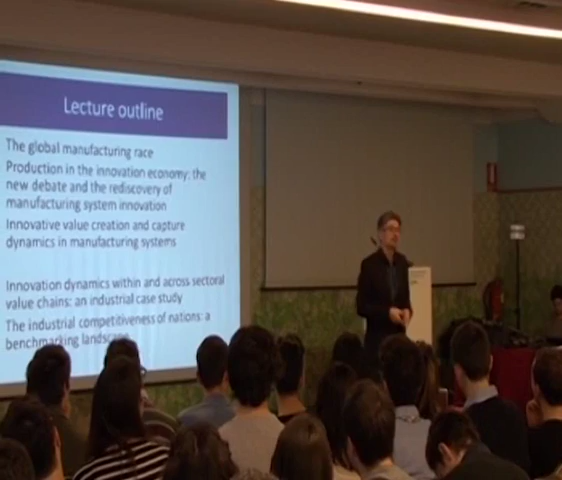 Lecture outline
The global manufacturing race
Production in the innovation economy: the
new debate and the rediscovery of
manufacturing system innovation
Innovative value creation and capture
dynamics in manufacturing systems
Innovation dynamics within and across sectoral
value chains: an industrial case study
The industrial competitiveness of nations: a
benchmarking landscape